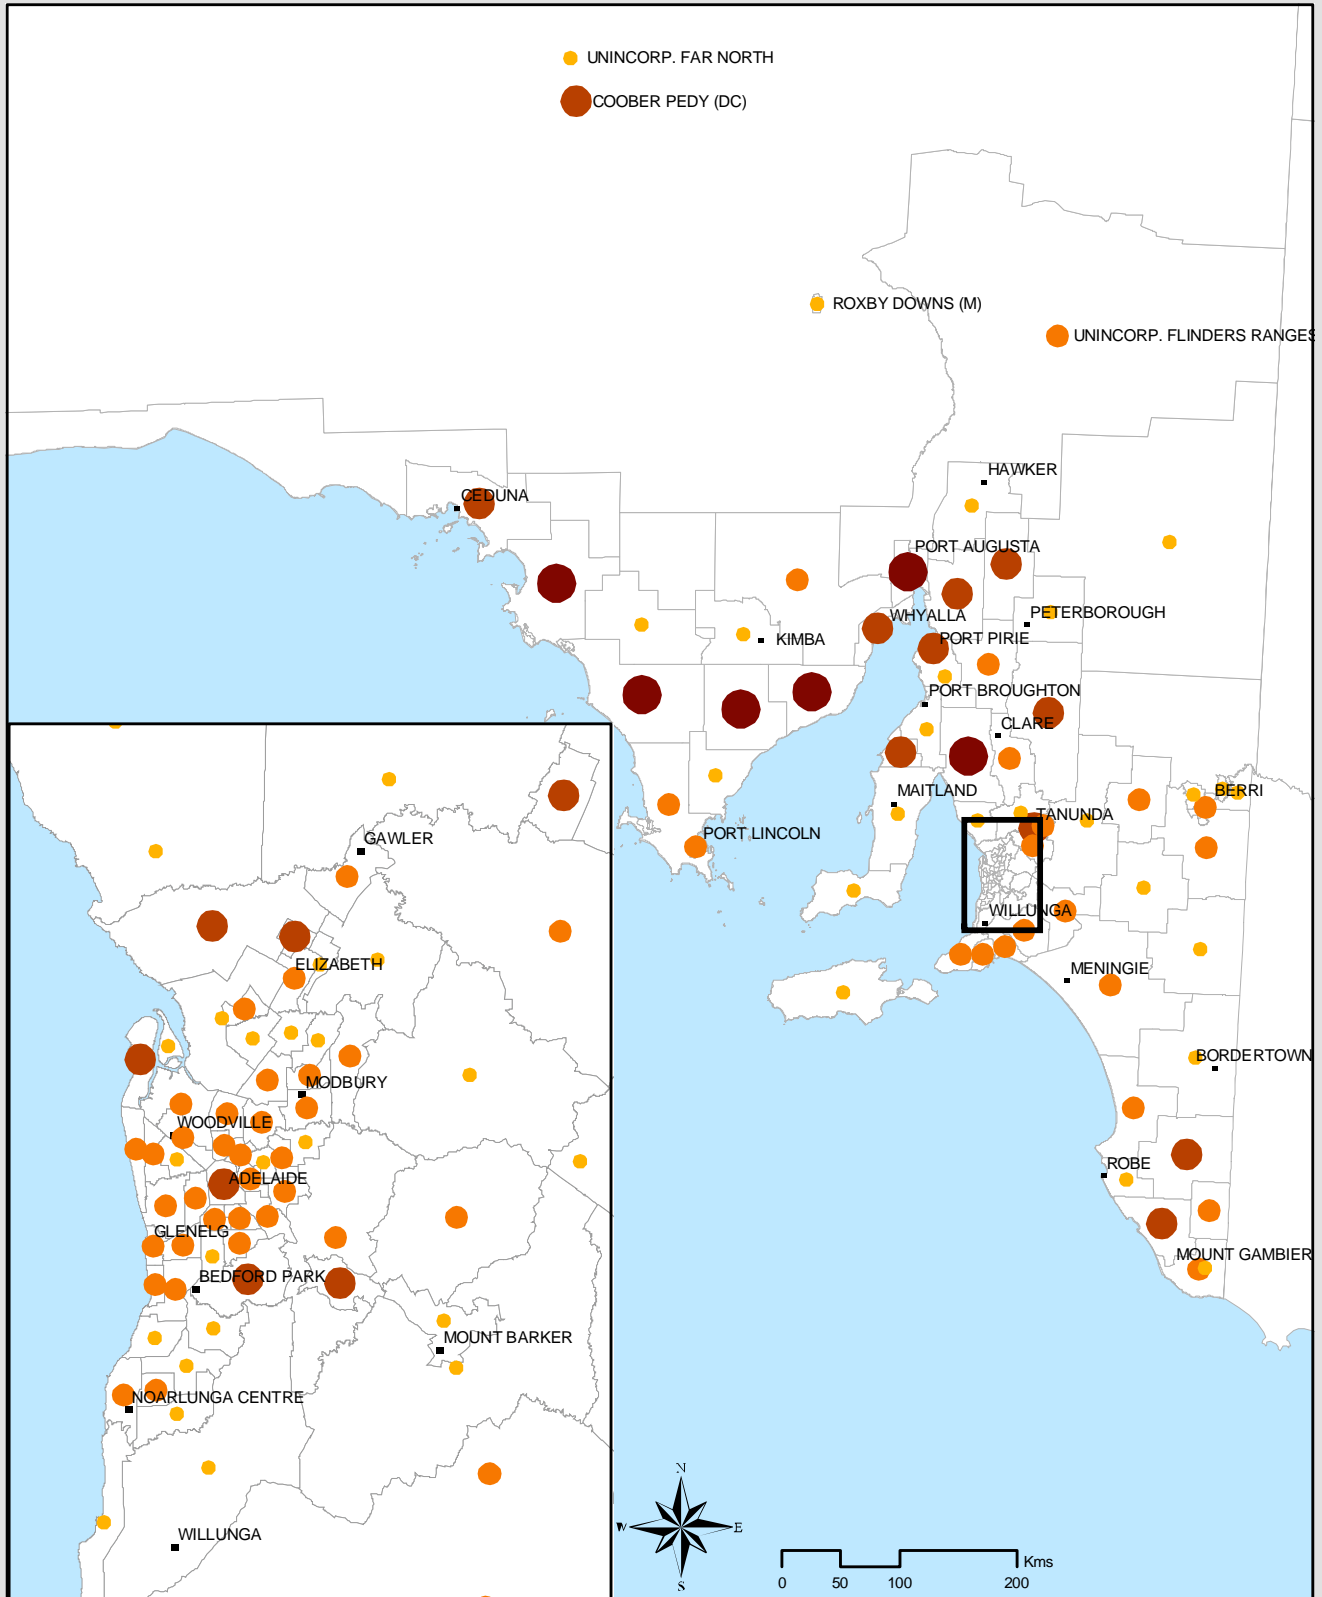 UNINCORP. FAR NORTH
COOBER PEDY (DC)
ROXBY DOWNS (M)
UNINCORP. FLINDERS RANGES
HAWKER
CEDUNA
PORT AUGUSTA
PETERBOROUGH
WHYALLA
KIMBA
PORT PIRIE
PORT BROUGHTON
CLARE
MAITLAND
BERRI
TANUNDA
PORT LINCOLN
GAWLER
WILLUNGA
ELIZABETH
MENINGIE
BORDERTOWN
MODBURY
WOODVILLE
ROBE
ADELAIDE
GLENELG
MOUNT GAMBIER
BEDFORD PARK
MOUNT BARKER
NOARLUNGA CENTRE
WILLUNGA
N
W
E
S
Kms
0 50 100 200